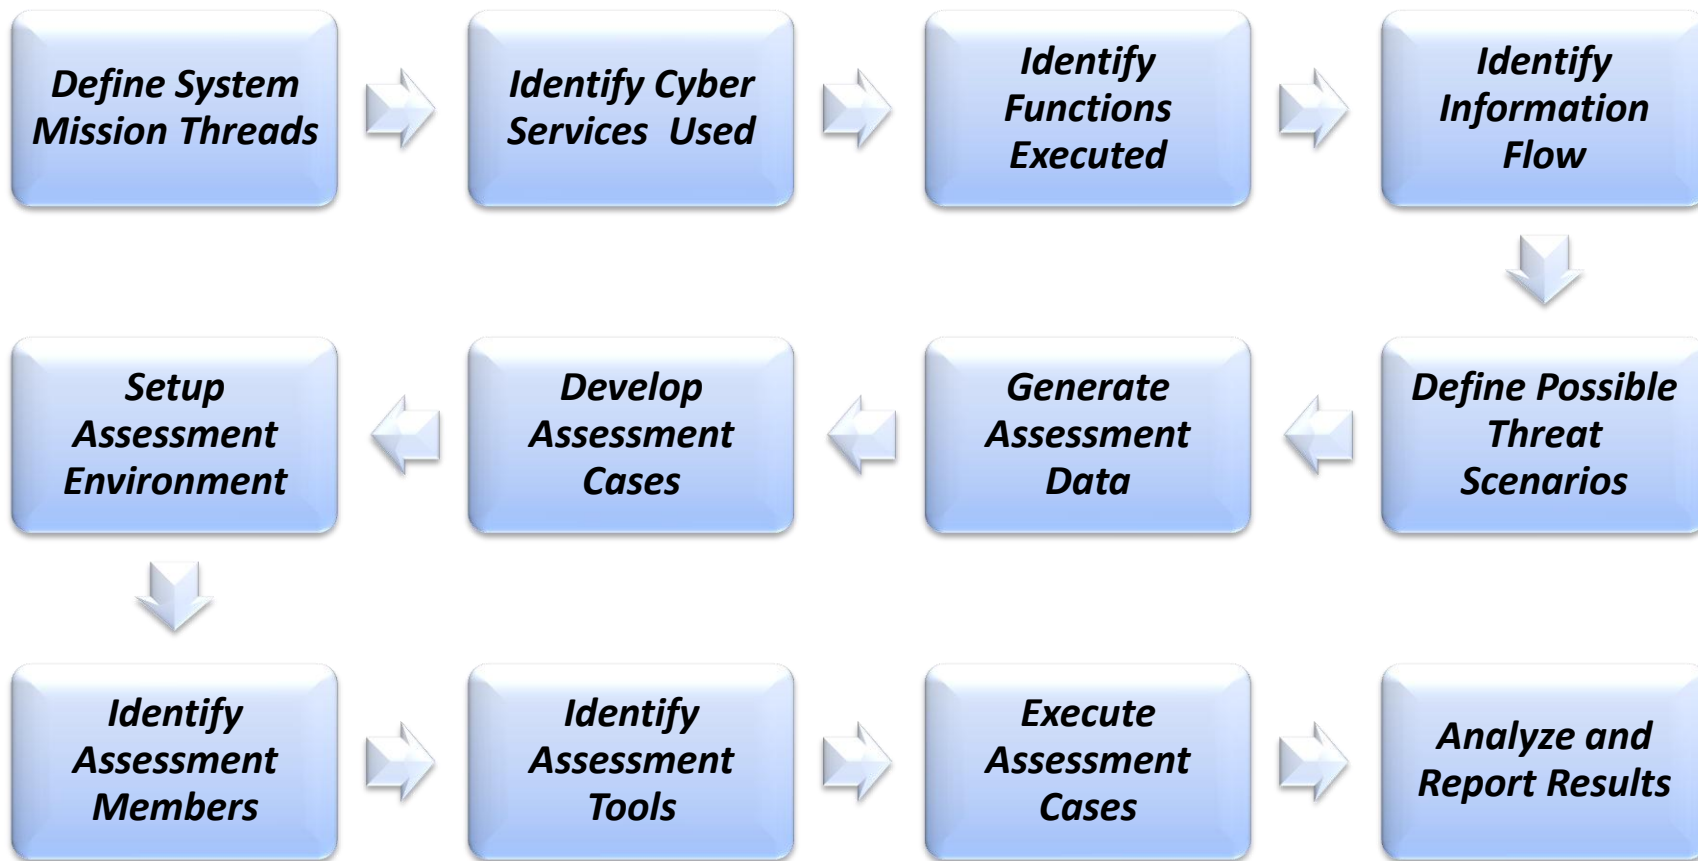 Define System
Mission Threads
Identify Cyber
Services Used
Identify
Functions
Executed
Identify
Information
Flow
Define Possible
Threat
Scenarios
Generate
Assessment
Data
Develop
Assessment
Cases
Setup
Assessment
Environment
Identify
Assessment
Members
Identify
Assessment
Tools
Execute
Assessment
Cases
Analyze and
Report Results